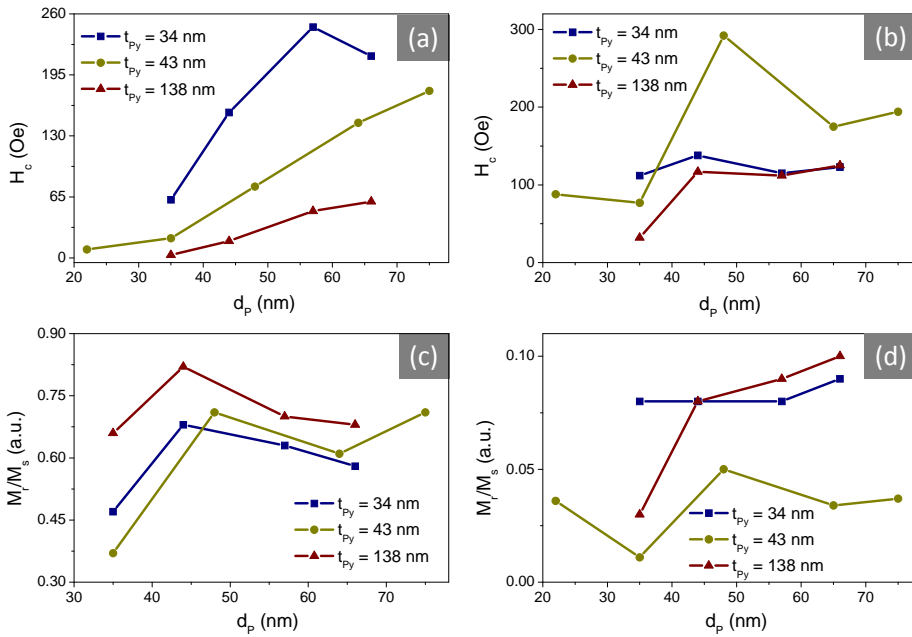 (a)
t_Py = 34 nm
t_Py = 43 nm
t_Py = 138 nm
260
195
130
65
0
H_c (Oe)
20 30 40 50 60 70
d_P (nm)
(b)
t_Py = 34 nm
t_Py = 43 nm
t_Py = 138 nm
300
200
100
0
H_c (Oe)
20 30 40 50 60 70
d_P (nm)
(c)
0.90
0.75
0.60
0.45
0.30
M_r/M_s (a.u.)
t_Py = 34 nm
t_Py = 43 nm
t_Py = 138 nm
30 40 50 60 70
d_P (nm)
(d)
0.10
0.05
0.00
M_r/M_s (a.u.)
t_Py = 34 nm
t_Py = 43 nm
t_Py = 138 nm
20 30 40 50 60 70
d_P (nm)